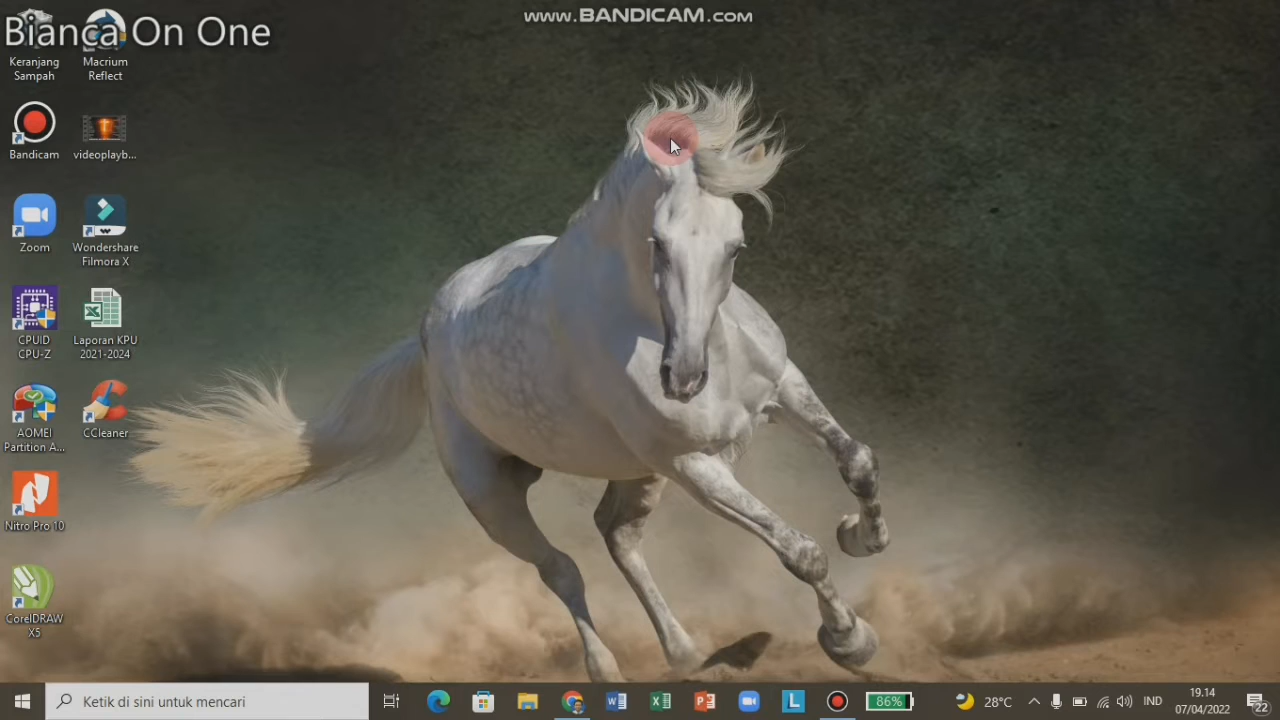 www.BANDICAM.com
Bianca On One
Keranjang
Sampah
Macrium
Reflect
Bandicam
videoplayb...
Zoom
Wondershare
Filmora X
CPUID
CPU-Z
Laporan KPU
2021-2024
AOMEI
Partition A...
CCleaner
Nitro Pro 10
CorelDRAW
X5
Ketik di sini untuk mencari
86%
28°C
IND
19.14
07/04/2022
22